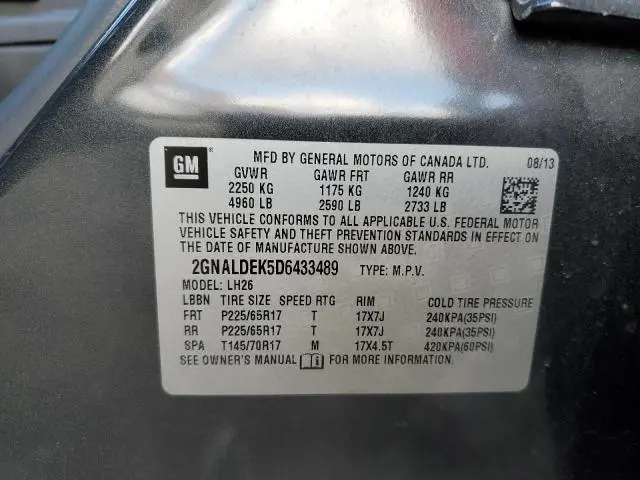 GM ® MFD BY GENERAL MOTORS OF CANADA LTD. 08/13
GVWR GAWR FRT GAWR RR
2250 KG 1175 KG 1240 KG
4960 LB 2590 LB 2733 LB
THIS VEHICLE CONFORMS TO ALL APPLICABLE U.S. FEDERAL MOTOR
VEHICLE SAFETY AND THEFT PREVENTION STANDARDS IN EFFECT ON
THE DATE OF MANUFACTURE SHOWN ABOVE.
2GNALDEK5D6433489 TYPE: M.P.V.
MODEL: LH26
LBBN TIRE SIZE SPEED RTG RIM COLD TIRE PRESSURE
FRT P225/65R17 T 17X7J 240KPA(35PSI)
RR P225/65R17 T 17X7J 240KPA(35PSI)
SPA T145/70R17 M 17X4.5T 420KPA(60PSI)
SEE OWNER'S MANUAL FOR MORE INFORMATION.